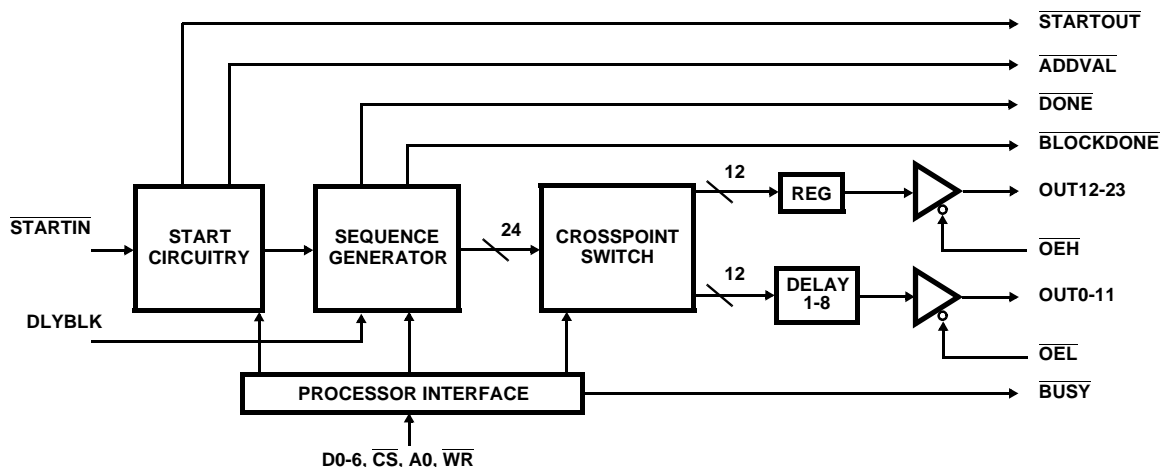 STARTOUT
ADDVAL
DONE
BLOCKDONE
12
REG
OUT12-23
STARTIN
START
CIRCUITRY
SEQUENCE
GENERATOR
24
CROSSPOINT
SWITCH
OEH
12
DELAY
1-8
OUT0-11
DLYBLK
OEL
PROCESSOR INTERFACE
BUSY
D0-6, CS, A0, WR